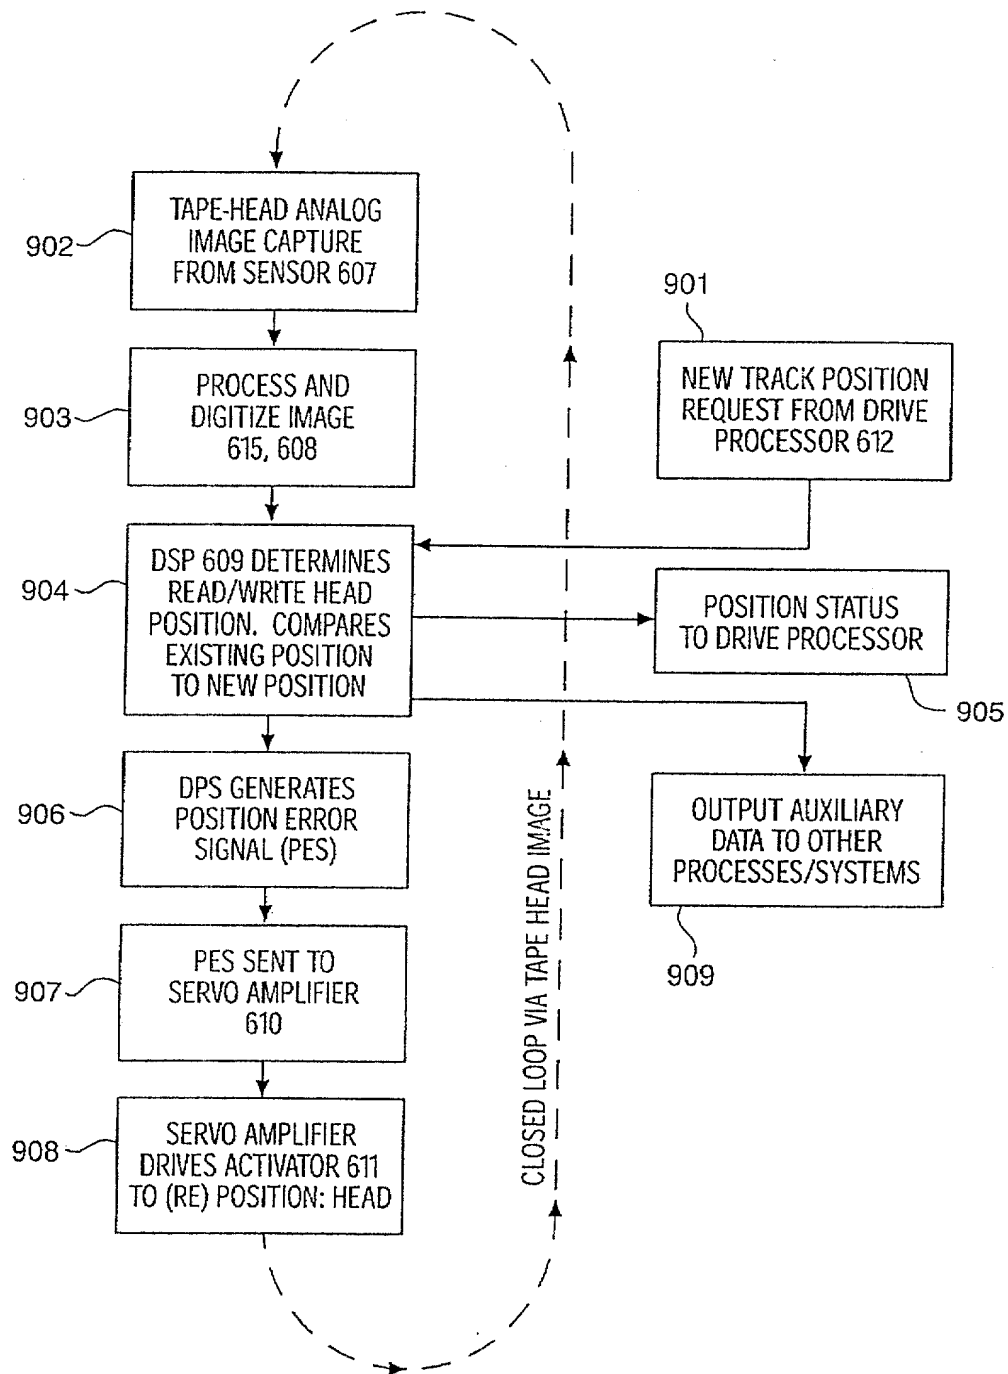 902
TAPE-HEAD ANALOG
IMAGE CAPTURE
FROM SENSOR 607
903
PROCESS AND
DIGITIZE IMAGE
615, 608
901
NEW TRACK POSITION
REQUEST FROM DRIVE
PROCESSOR 612
904
DSP 609 DETERMINES
READ/WRITE HEAD
POSITION. COMPARES
EXISTING POSITION
TO NEW POSITION
POSITION STATUS
TO DRIVE PROCESSOR
905
906
DPS GENERATES
POSITION ERROR
SIGNAL (PES)
OUTPUT AUXILIARY
DATA TO OTHER
PROCESSES/SYSTEMS
909
907
PES SENT TO
SERVO AMPLIFIER
610
908
SERVO AMPLIFIER
DRIVES ACTIVATOR 611
TO (RE) POSITION: HEAD
CLOSED LOOP VIA TAPE HEAD IMAGE